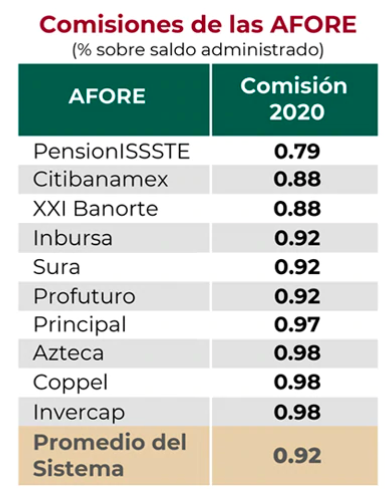 Comisiones de las AFORE
(% sobre saldo administrado)
AFORE Comisión 2020
PensionISSSTE 0.79
Citibanamex 0.88
XXI Banorte 0.88
Inbursa 0.92
Sura 0.92
Profuturo 0.92
Principal 0.97
Azteca 0.98
Coppel 0.98
Invercap 0.98
Promedio del Sistema 0.92